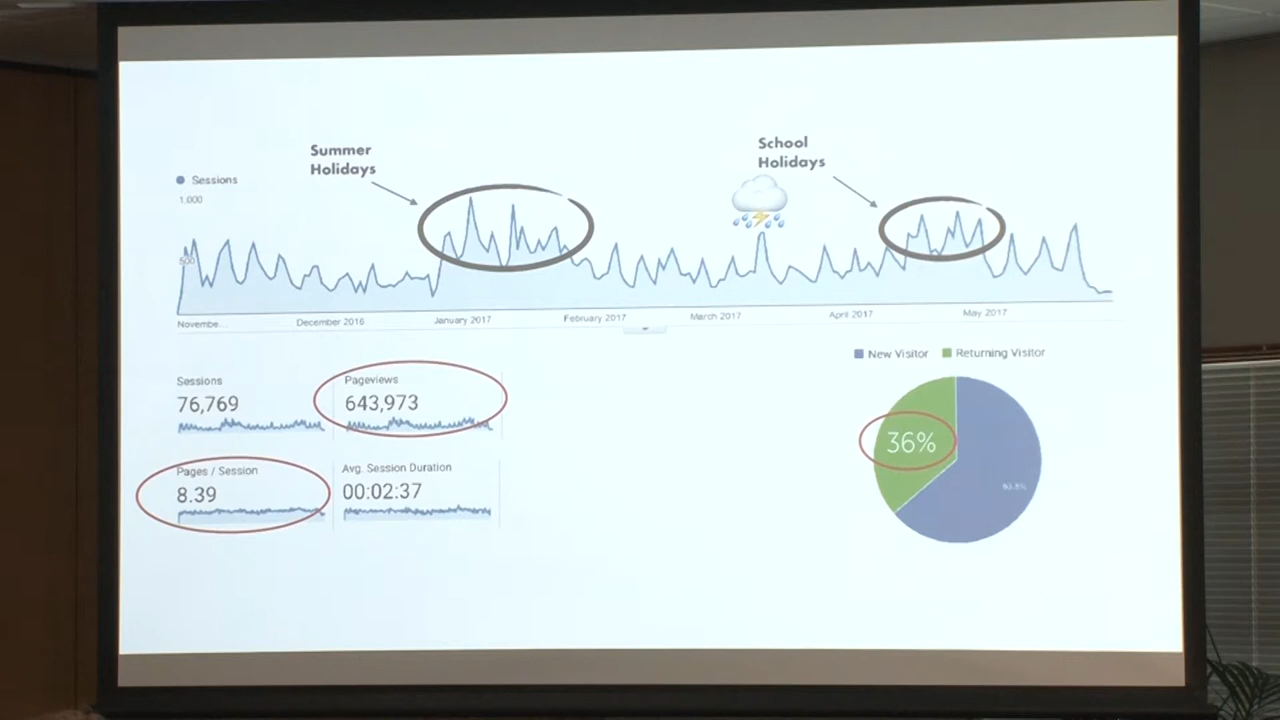 Summer
Holidays
School
Holidays
Sessions
1,000
500
Novembe...
December 2016
January 2017
February 2017
March 2017
April 2017
May 2017
Sessions
76,769
Pageviews
643,973
Pages / Session
8.39
Avg. Session Duration
00:02:37
New Visitor
Returning Visitor
36%